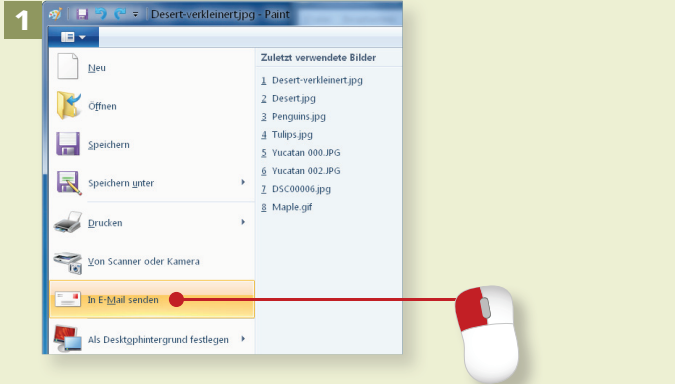 1
Desert-verkleinert.jpg - Paint
Neu
Öffnen
Speichern
Speichern unter
Drucken
Von Scanner oder Kamera
In E-Mail senden
Als Desktophintergrund festlegen
Zuletzt verwendete Bilder
1 Desert-verkleinert.jpg
2 Desert.jpg
3 Penguins.jpg
4 Tulips.jpg
5 Yucatan 000.JPG
6 Yucatan 002.JPG
7 DSC00006.jpg
8 Maple.gif